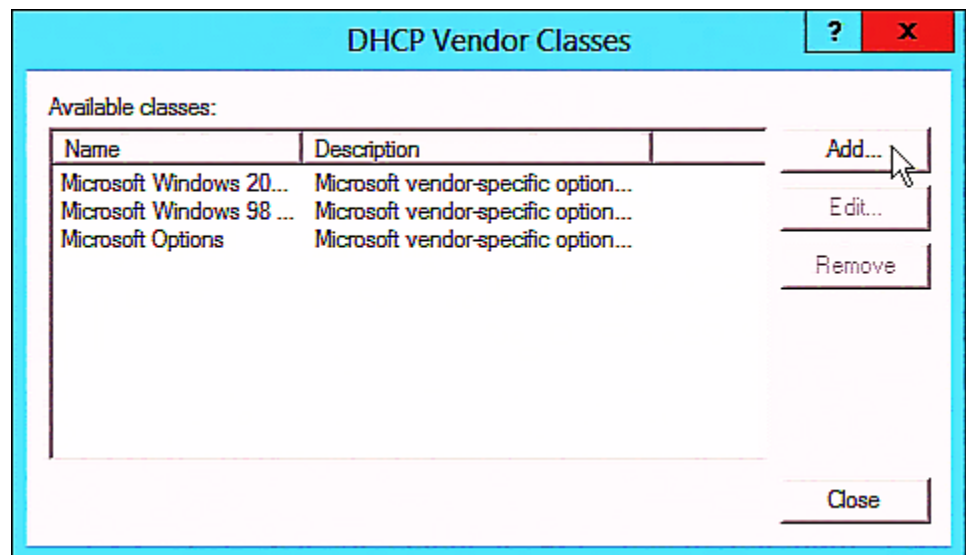 DHCP Vendor Classes
? x
Available classes:
Name Description
Add...
Microsoft Windows 20... Microsoft vendor-specific option...
Microsoft Windows 98 ... Microsoft vendor-specific option...
Edit...
Microsoft Options Microsoft vendor-specific option...
Remove
Close